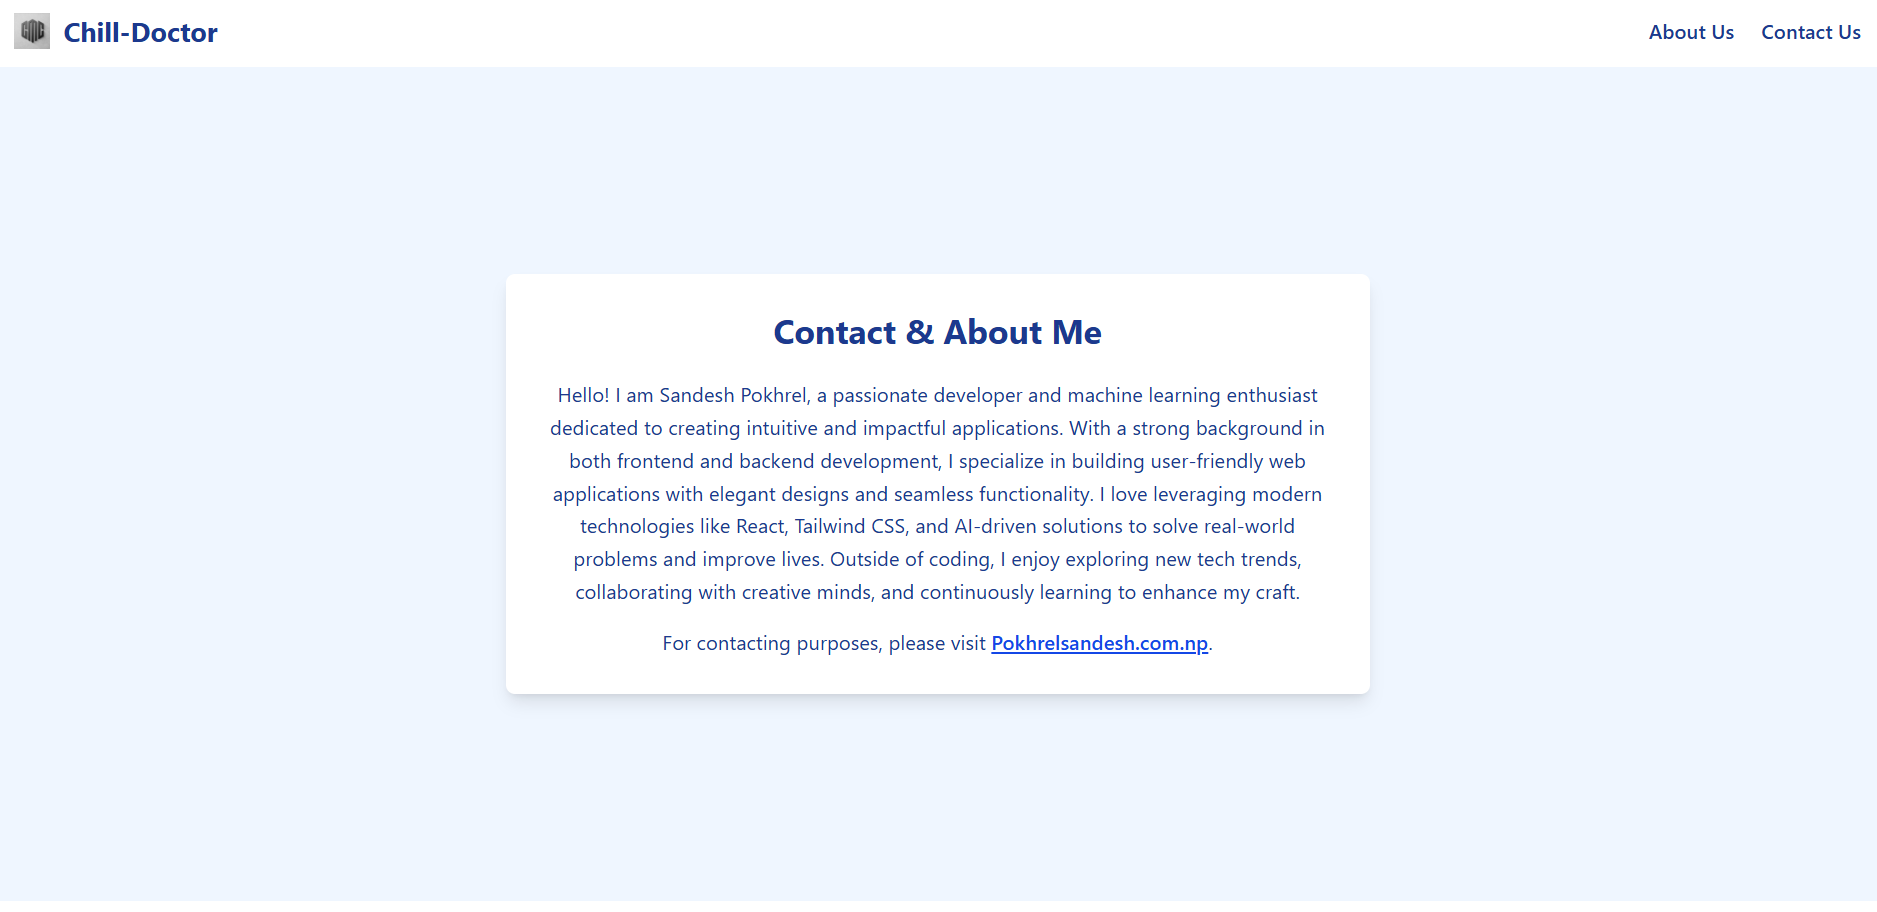 Chill-Doctor
About Us
Contact Us
Contact & About Me
Hello! I am Sandesh Pokhrel, a passionate developer and machine learning enthusiast
dedicated to creating intuitive and impactful applications. With a strong background in
both frontend and backend development, I specialize in building user-friendly web
applications with elegant designs and seamless functionality. I love leveraging modern
technologies like React, Tailwind CSS, and AI-driven solutions to solve real-world
problems and improve lives. Outside of coding, I enjoy exploring new tech trends,
collaborating with creative minds, and continuously learning to enhance my craft.
For contacting purposes, please visit Pokhrelsandesh.com.np.